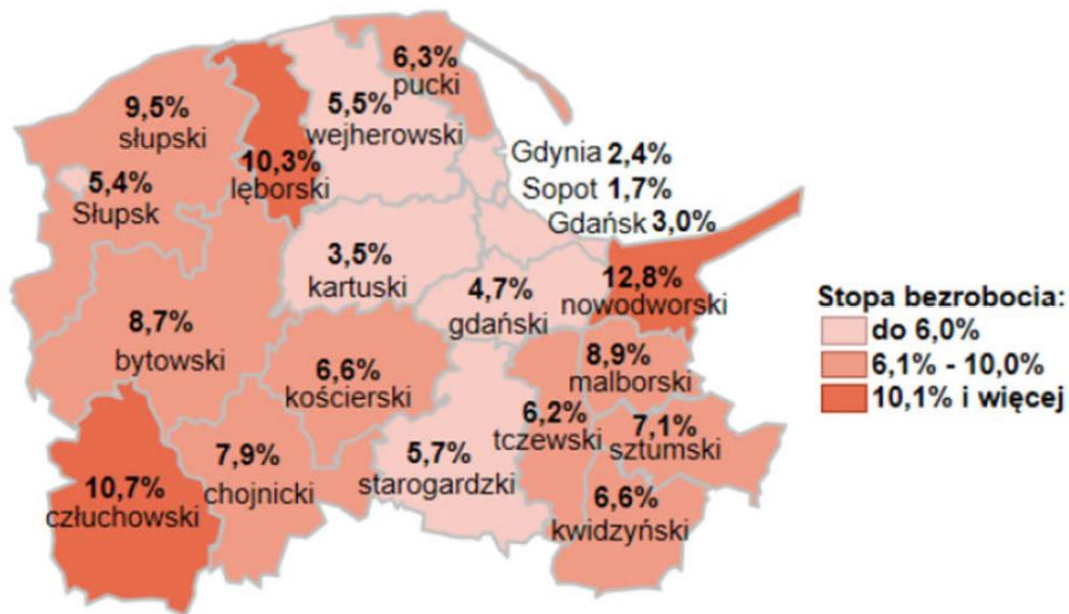 6,3%
pucki
9,5%
słupski
5,5%
wejherowski
10,3%
lęborski
Gdynia 2,4%
Sopot 1,7%
Gdańsk 3,0%
5,4%
Słupsk
3,5%
kartuski
4,7%
gdański
12,8%
nowodworski
8,7%
bytowski
6,6%
kościerski
8,9%
malborski
6,2%
tczewski
7,1%
sztumski
7,9%
chojnicki
5,7%
starogardzki
10,7%
człuchowski
6,6%
kwidzyński
Stopa bezrobocia:
do 6,0%
6,1% - 10,0%
10,1% i więcej